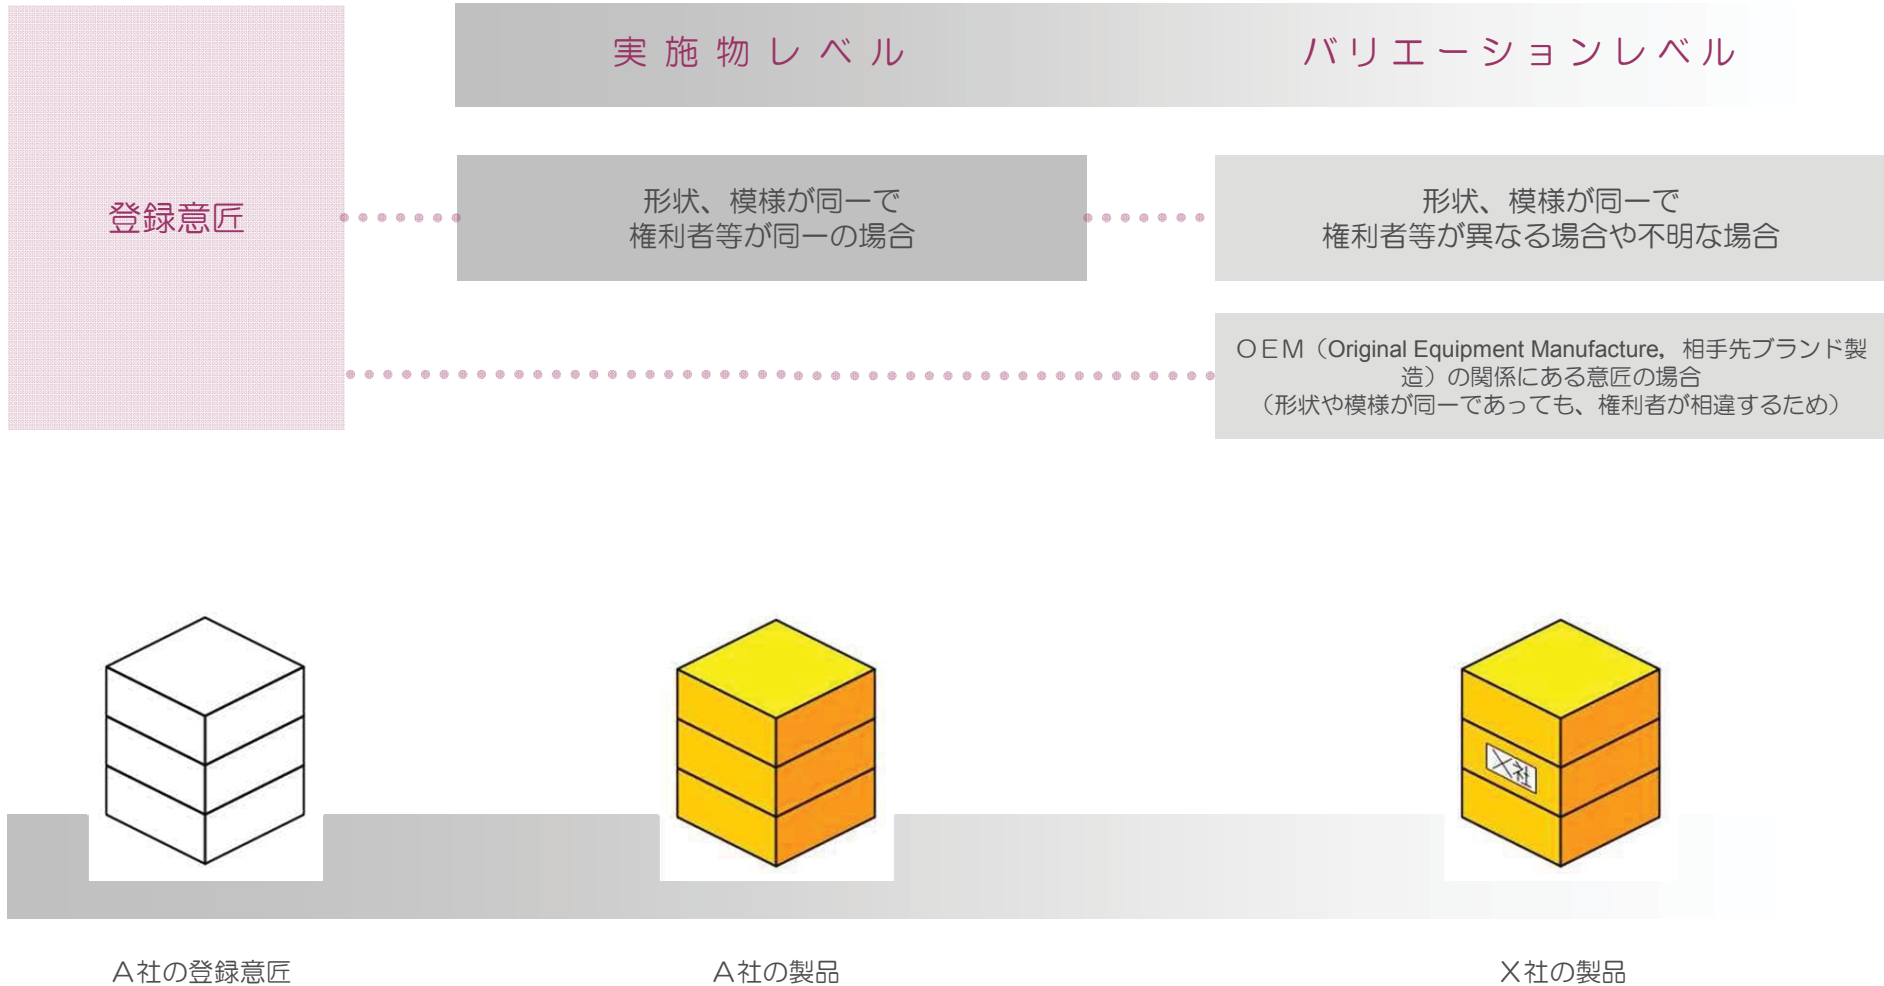 実施物レベル
バリエーションレベル
登録意匠
形状、模様が同一で
権利者等が同一の場合
形状、模様が同一で
権利者等が異なる場合や不明な場合
ＯＥＭ（Original Equipment Manufacture，相手先ブランド製
造）の関係にある意匠の場合
（形状や模様が同一であっても、権利者が相違するため）
Ｘ社
Ａ社の登録意匠
Ａ社の製品
Ｘ社の製品